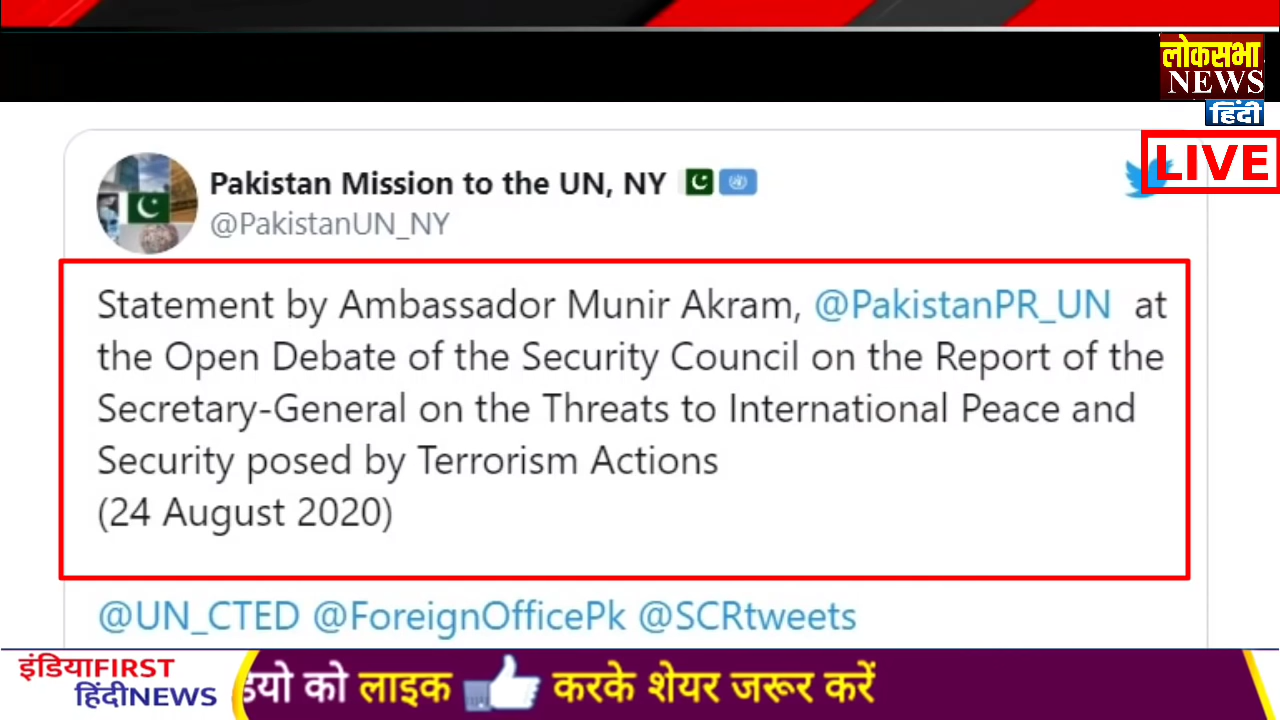 लोकसभा
NEWS
हिंदी
LIVE
Pakistan Mission to the UN, NY
@PakistanUN_NY
Statement by Ambassador Munir Akram, @PakistanPR_UN at
the Open Debate of the Security Council on the Report of the
Secretary-General on the Threats to International Peace and
Security posed by Terrorism Actions
(24 August 2020)
@UN_CTED @ForeignOfficePk @SCRtweets
इंडियाFIRST
हिंदीNEWS
को लाइक करके शेयर जरूर करें